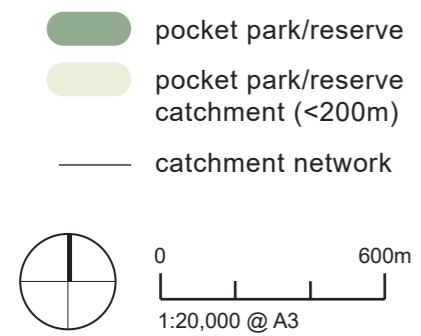 pocket park/reserve
pocket park/reserve
catchment (<200m)
catchment network
0 600m
1:20,000 @ A3